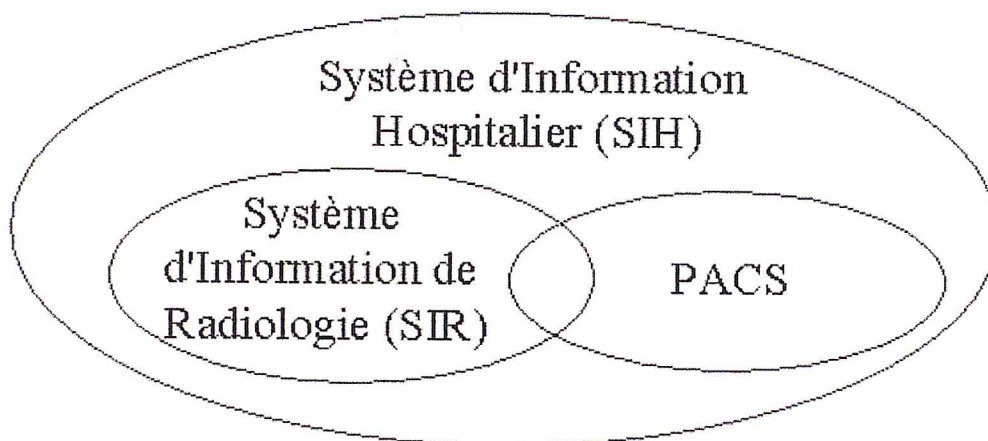 Système d'Information
Hospitalier (SIH)
Système
d'Information de
Radiologie (SIR)
PACS